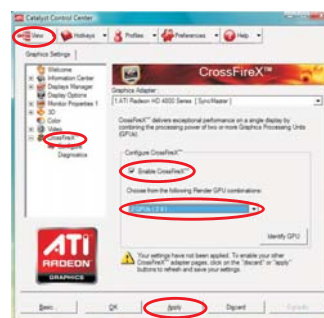 Catalyst Control Center
View
Hotkeys
Profiles
Preferences
Help
Graphics Settings
Welcome
Information Center
Displays Manager
Display Options
Monitor Properties 1
3D
Color
Video
CrossFire™
Configure
Diagnostics
CrossFireX™
Graphics Adapter:
1.ATI Radeon HD 4800 Series [ SyncMaster ]
CrossFireX™ delivers exceptional performance on a single display by
combining the processing power of two or more Graphics Processing Units
(GPUs).
Configure CrossFireX™
Enable CrossFireX™
Choose from the following Render GPU combinations:
Identify GPU
Your settings have not been applied. To enable your other
CrossFireX™ adapter pages, click on the "discard" or "apply"
buttons to refresh and save your settings.
ATI
RADEON
GRAPHICS
Basic...
OK
Apply
Discard